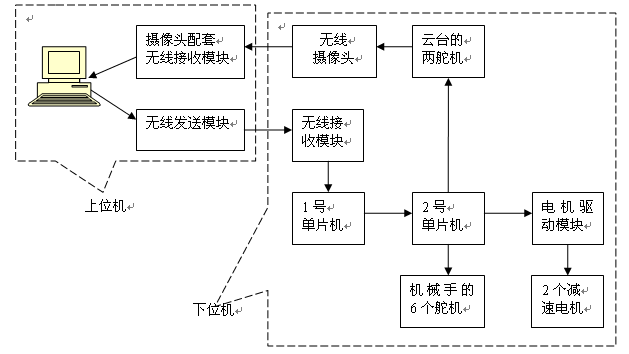 摄像头配套
无线接收模块
无线
摄像头
云台的
两舵机
无线发送模块
无线接
收模块
上位机
1号
单片机
2号
单片机
电机驱
动模块
下位机
机械手的
6个舵机
2个减
速电机